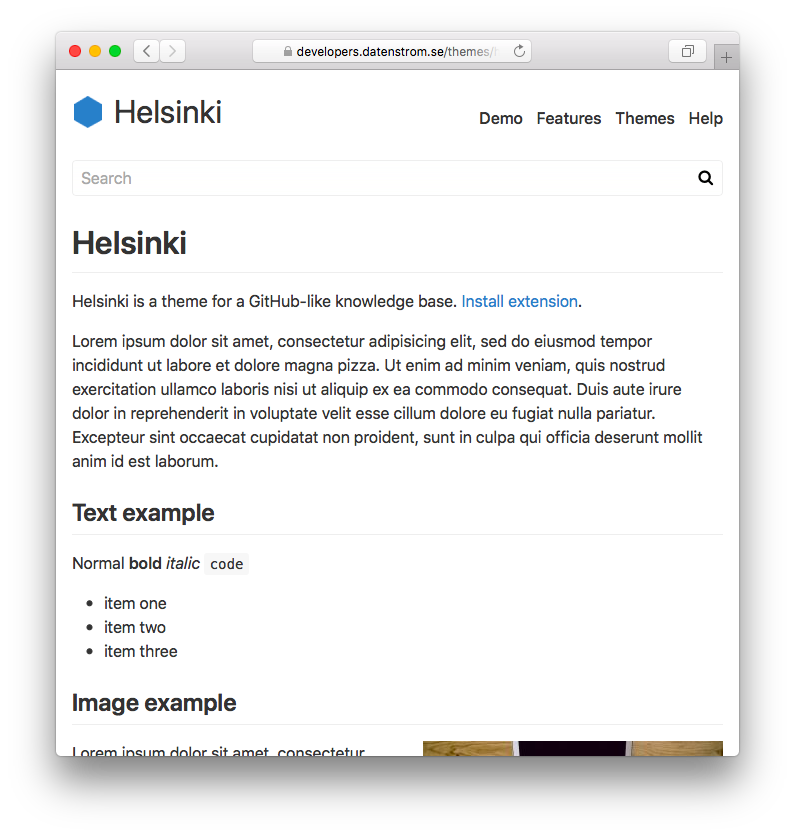 developers.datenstrom.se/themes/
Helsinki
Demo Features Themes Help
Search
Helsinki
Helsinki is a theme for a GitHub-like knowledge base. Install extension.
Lorem ipsum dolor sit amet, consectetur adipisicing elit, sed do eiusmod tempor
incididunt ut labore et dolore magna pizza. Ut enim ad minim veniam, quis nostrud
exercitation ullamco laboris nisi ut aliquip ex ea commodo consequat. Duis aute irure
dolor in reprehenderit in voluptate velit esse cillum dolore eu fugiat nulla pariatur.
Excepteur sint occaecat cupidatat non proident, sunt in culpa qui officia deserunt mollit
anim id est laborum.
Text example
Normal bold italic code
• item one
• item two
• item three
Image example
Lorem ipsum dolor sit amet, consectetur